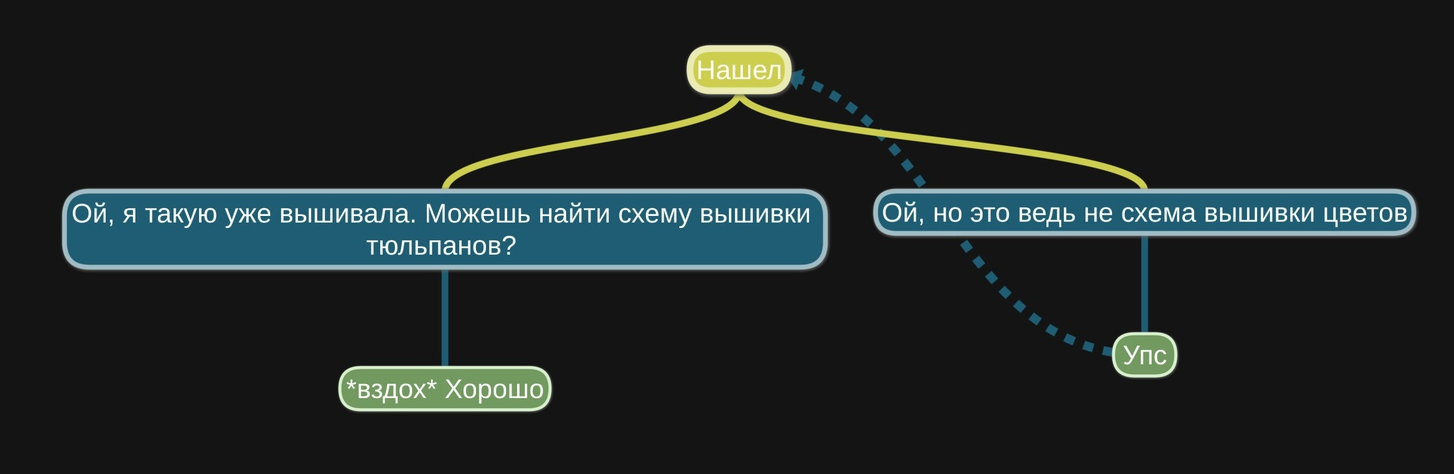 Нашел
Ой, я такую уже вышивала. Можешь найти схему вышивки
тюльпанов?
Ой, но это ведь не схема вышивки цветов
Упс
*вздох* Хорошо